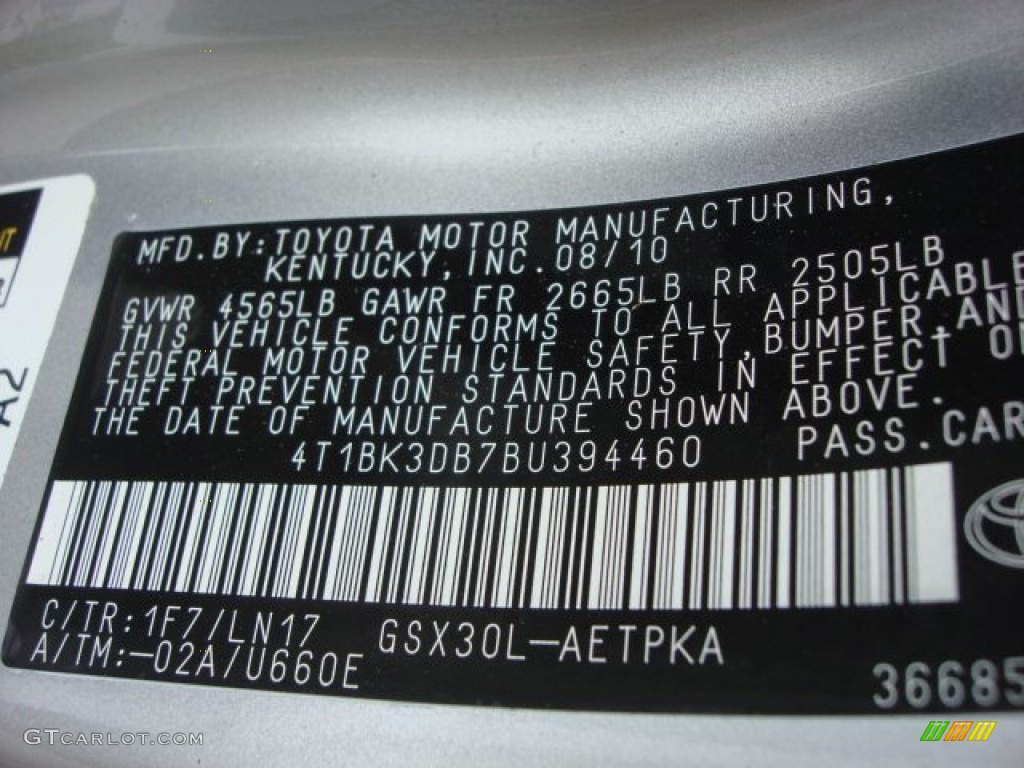 MFD. BY: TOYOTA MOTOR MANUFACTURING,
KENTUCKY, INC. 08/10
GVWR 4565LB GAWR FR 2665LB RR 2505LB
THIS VEHICLE CONFORMS TO ALL APPLICABLE
FEDERAL MOTOR VEHICLE SAFETY, BUMPER, AND
THEFT PREVENTION STANDARDS IN EFFECT
THE DATE OF MANUFACTURE SHOWN ABOVE.
4T1BK3DB7BU394460 PASS. CAR
C/TR: 1F7/LN17 GSX30L-AETPKA
A/TM:-02A/U660E
36685
A2
GTCARLOT.COM